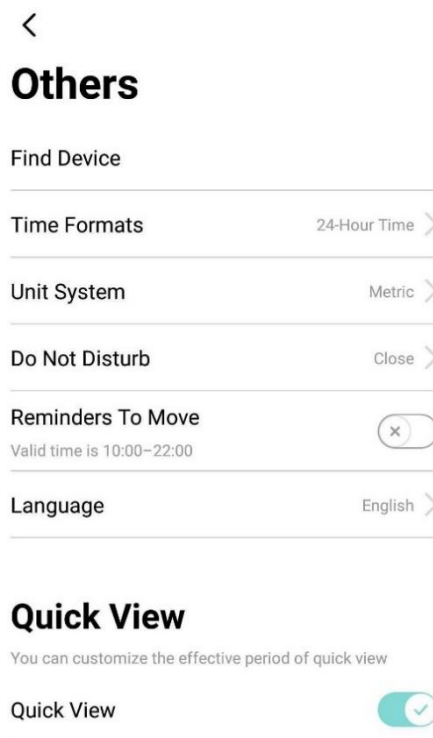 Others
Find Device
Time Formats 24-Hour Time
Unit System Metric
Do Not Disturb Close
Reminders To Move
Valid time is 10:00–22:00
Language English
Quick View
You can customize the effective period of quick view
Quick View